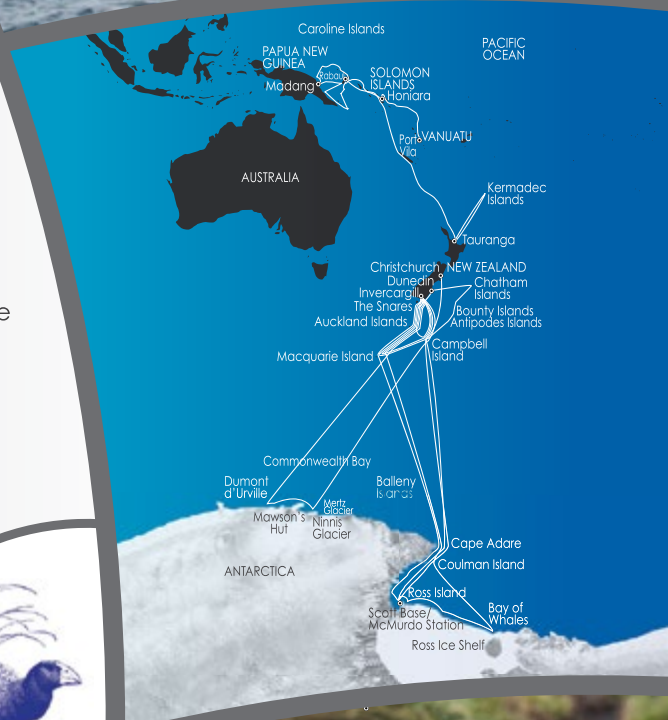 Caroline Islands
PACIFIC
OCEAN
PAPUA NEW
GUINEA
Rabaul
SOLOMON
ISLANDS
Madang
Honiara
Port
Vila
VANUATU
AUSTRALIA
Kermadec
Islands
Tauranga
Christchurch
NEW ZEALAND
Dunedin
Chatham
Islands
Invercargill
The Snares
Bounty Islands
Auckland Islands
Antipodes Islands
Campbell
Island
Macquarie Island
e
Commonwealth Bay
Dumont
d'Urville
Balleny
Islands
Mertz
Glacier
Mawson's
Hut
Ninnis
Glacier
Cape Adare
Coulman Island
ANTARCTICA
Ross Island
Scott Base/
McMurdo Station
Bay of
Whales
Ross Ice Shelf